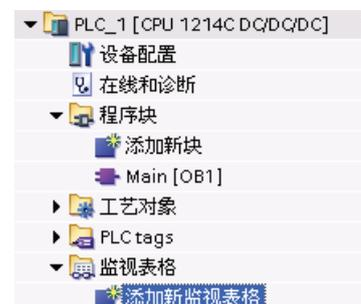 PLC_1 [CPU 1214C DC/DC/DC]
设备配置
在线和诊断
程序块
添加新块
Main [OB1]
工艺对象
PLC tags
监视表格
添加新监视表格